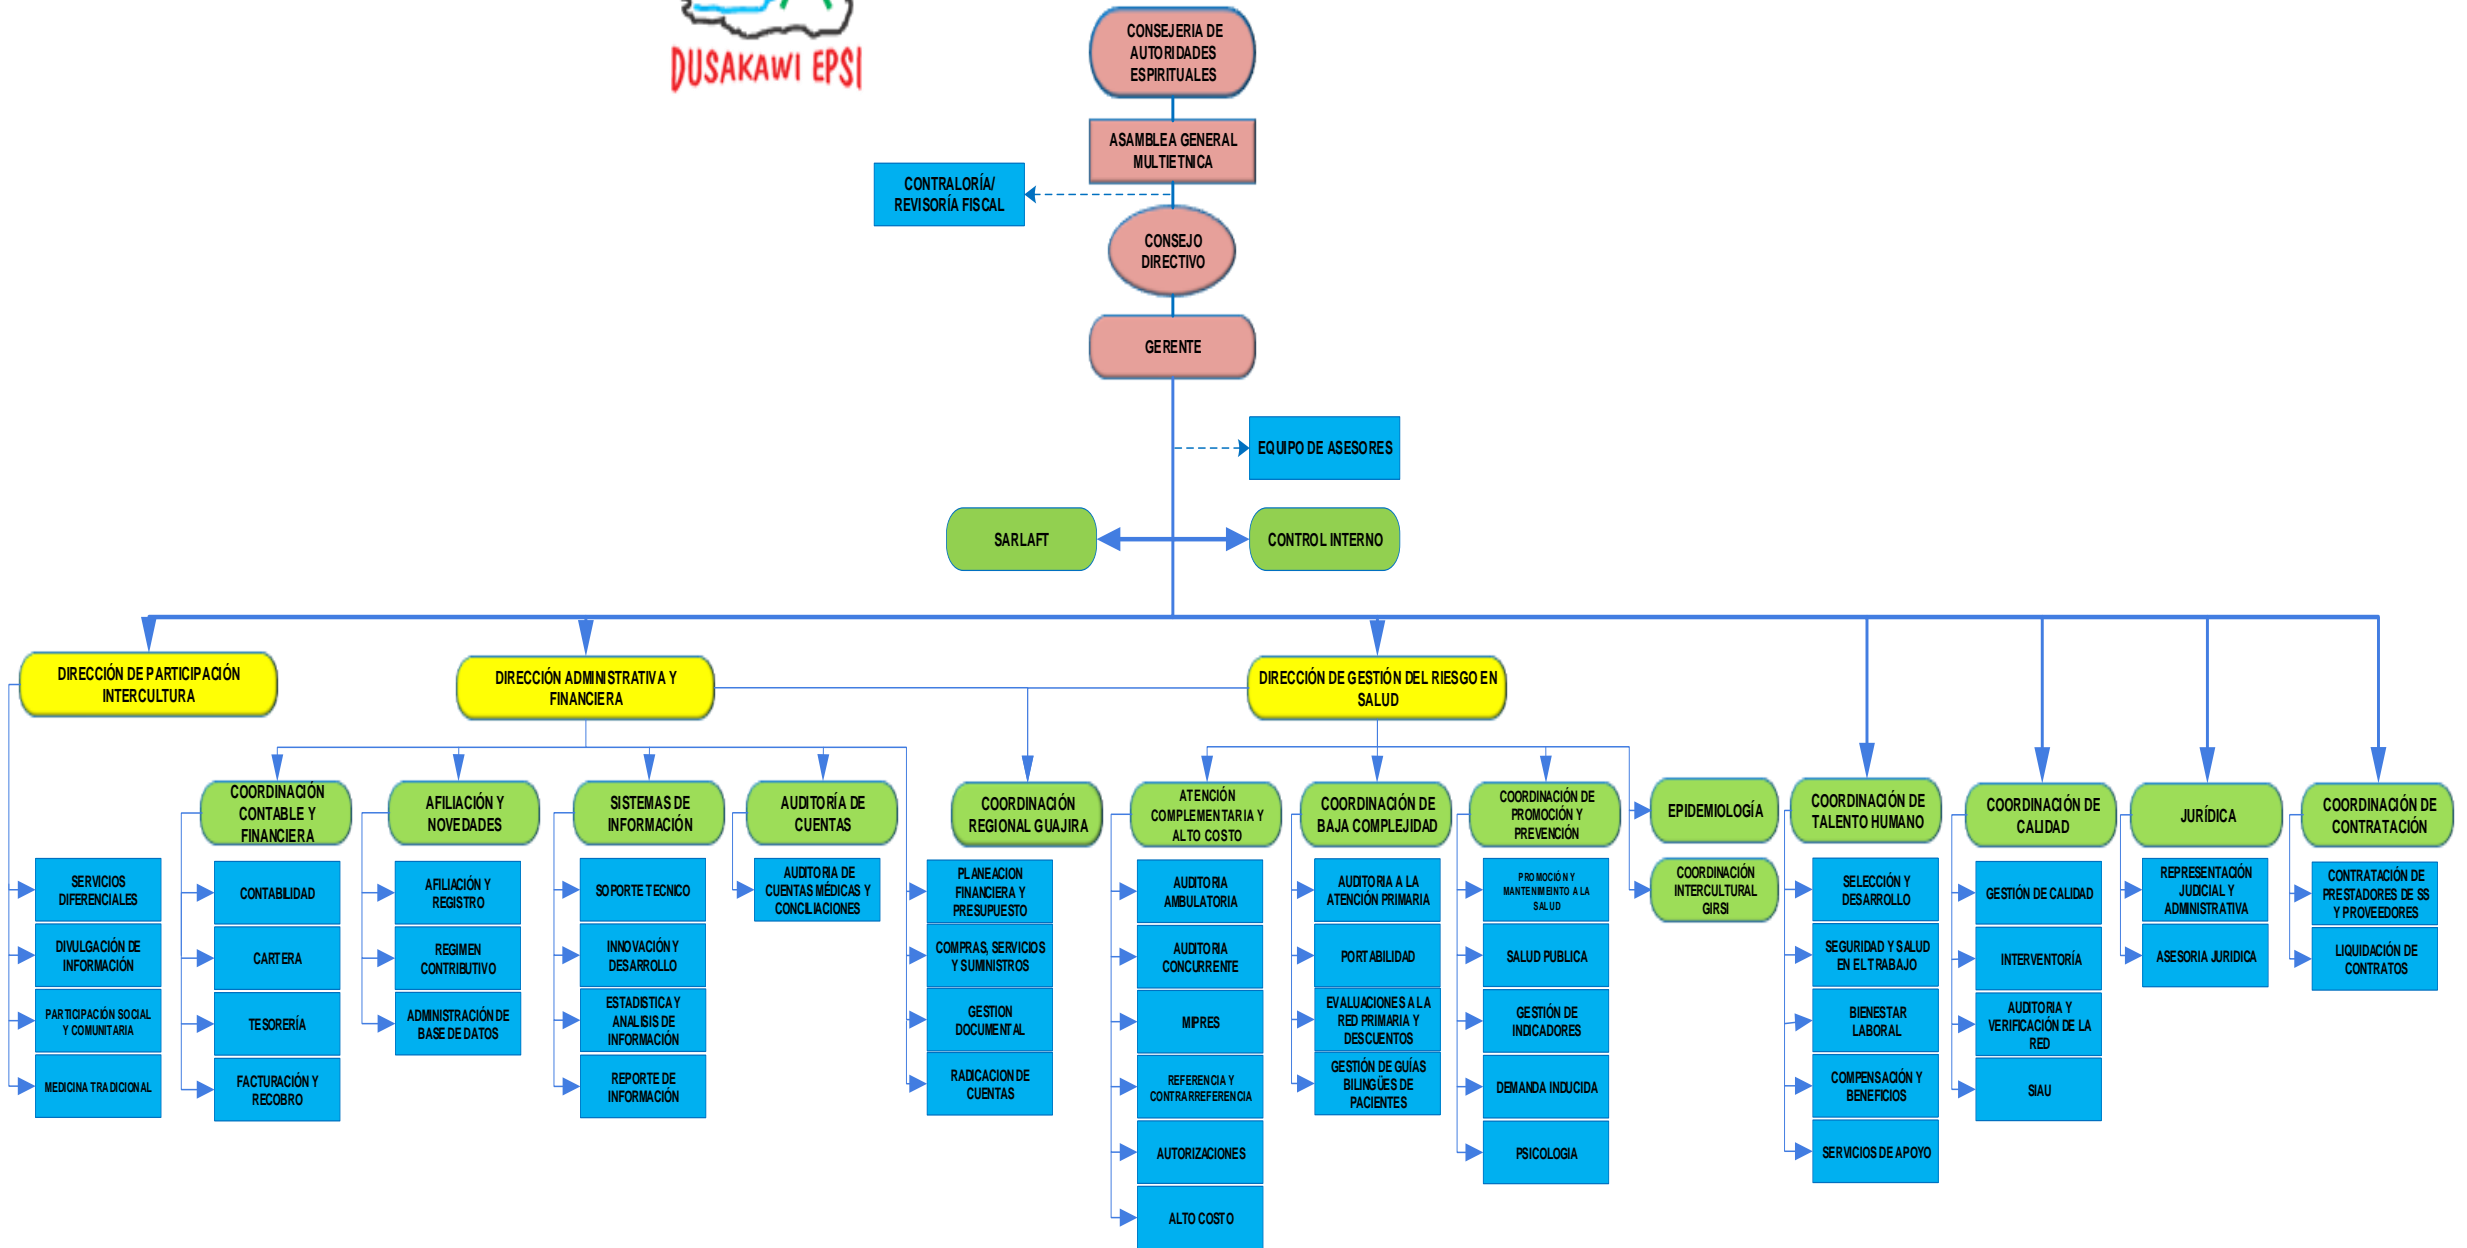 DUSAKAWI EPSI
CONSEJERIA DE
AUTORIDADES
ESPIRITUALES
ASAMBLEA GENERAL
MULTIETNICA
CONTRALORÍA/
REVISORÍA FISCAL
CONSEJO
DIRECTIVO
GERENTE
EQUIPO DE ASESORES
SARLAFT
CONTROL INTERNO
DIRECCIÓN DE PARTICIPACIÓN
INTERCULTURA
DIRECCIÓN ADMINISTRATIVA Y
FINANCIERA
DIRECCIÓN DE GESTIÓN DEL RIESGO EN
SALUD
COORDINACIÓN
CONTABLE Y
FINANCIERA
AFILIACIÓN Y
NOVEDADES
SISTEMAS DE
INFORMACIÓN
AUDITORÍA DE
CUENTAS
COORDINACIÓN
REGIONAL GUAJIRA
ATENCIÓN
COMPLEMENTARIA Y
ALTO COSTO
COORDINACIÓN DE
BAJA COMPLEJIDAD
COORDINACIÓN DE
PROMOCIÓN Y
PREVENCIÓN
EPIDEMIOLOGÍA
COORDINACIÓN
INTERCULTURAL
GIRSI
COORDINACIÓN DE
TALENTO HUMANO
COORDINACIÓN DE
CALIDAD
JURÍDICA
COORDINACIÓN DE
CONTRATACIÓN
SERVICIOS
DIFERENCIALES
DIVULGACIÓN DE
INFORMACIÓN
PARTICIPACIÓN SOCIAL
Y COMUNITARIA
MEDICINA TRADICIONAL
CONTABILIDAD
CARTERA
TESORERÍA
FACTURACIÓN Y
RECOBRO
AFILIACIÓN Y
REGISTRO
REGIMEN
CONTRIBUTIVO
ADMINISTRACIÓN DE
BASE DE DATOS
SOPORTE TECNICO
INNOVACIÓN Y
DESARROLLO
ESTADISTICA Y
ANALISIS DE
INFORMACIÓN
REPORTE DE
INFORMACIÓN
AUDITORIA DE
CUENTAS MÉDICAS Y
CONCILIACIONES
PLANEACION
FINANCIERA Y
PRESUPUESTO
COMPRAS, SERVICIOS
Y SUMINISTROS
GESTION
DOCUMENTAL
RADICACION DE
CUENTAS
AUDITORIA
AMBULATORIA
AUDITORIA
CONCURRENTE
MIPRES
REFERENCIA Y
CONTRARREFERENCIA
AUTORIZACIONES
ALTO COSTO
AUDITORIA A LA
ATENCIÓN PRIMARIA
PORTABILIDAD
EVALUACIONES A LA
RED PRIMARIA Y
DESCUENTOS
GESTIÓN DE GUÍAS
BILINGÜES DE
PACIENTES
PROMOCIÓN Y
MANTENMEINTO A LA
SALUD
SALUD PUBLICA
GESTIÓN DE
INDICADORES
DEMANDA INDUCIDA
PSICOLOGIA
SELECCIÓN Y
DESARROLLO
SEGURIDAD Y SALUD
EN EL TRABAJO
BIENESTAR
LABORAL
COMPENSACIÓN Y
BENEFICIOS
SERVICIOS DE APOYO
GESTIÓN DE CALIDAD
INTERVENTORÍA
AUDITORIA Y
VERIFICACIÓN DE LA
RED
SIAU
REPRESENTACIÓN
JUDICIAL Y
ADMINISTRATIVA
ASESORIA JURIDICA
CONTRATACIÓN DE
PRESTADORES DE SS
Y PROVEEDORES
LIQUIDACIÓN DE
CONTRATOS